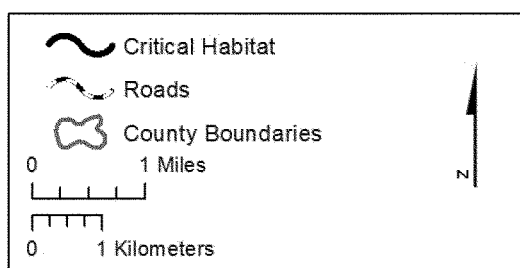 Critical Habitat
Roads
County Boundaries
0 1 Miles
0 1 Kilometers
N